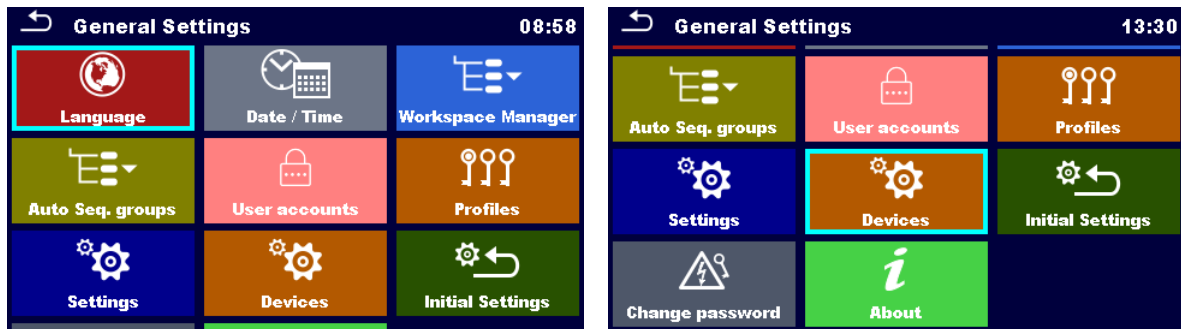 General Settings 08:58
Language Date / Time Workspace Manager
Auto Seq. groups User accounts Profiles
Settings Devices Initial Settings
General Settings 13:30
Auto Seq. groups User accounts Profiles
Settings Devices Initial Settings
Change password About